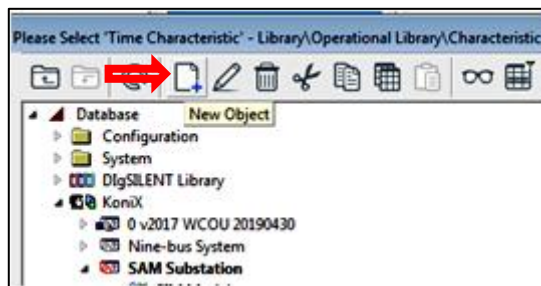 Please Select 'Time Characteristic' - Library\Operational Library\Characteristic
New Object
Database
Configuration
System
DIgSILENT Library
KoniX
0 v2017 WCOU 20190430
Nine-bus System
SAM Substation